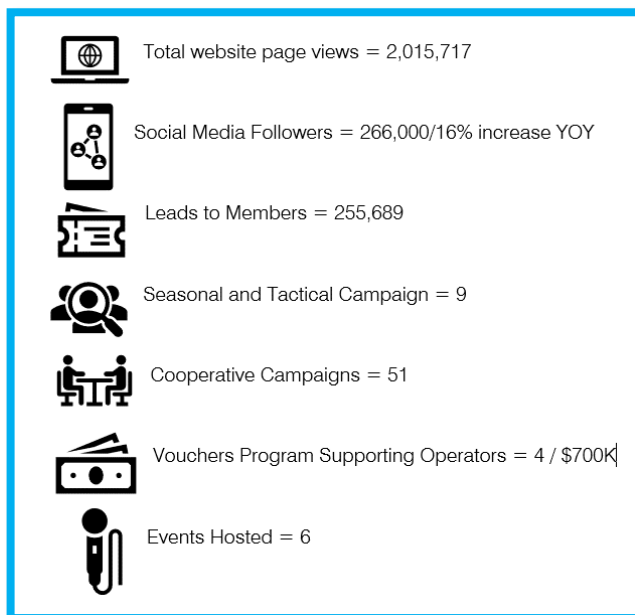 Total website page views = 2,015,717
Social Media Followers = 266,000/16% increase YOY
Leads to Members = 255,689
Seasonal and Tactical Campaign = 9
Cooperative Campaigns = 51
Vouchers Program Supporting Operators = 4 / $700K
Events Hosted = 6